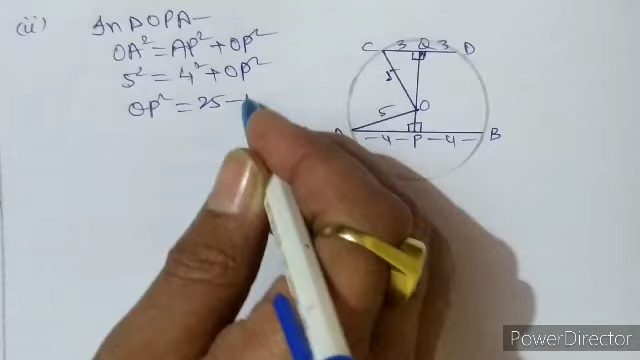 (ii) In ΔOPA-
OA² = AP² + OP²
5² = 4² + OP²
OP² = 25 -
C 3 Q 3 D
5
5 O
A -4- P -4- B
PowerDirector